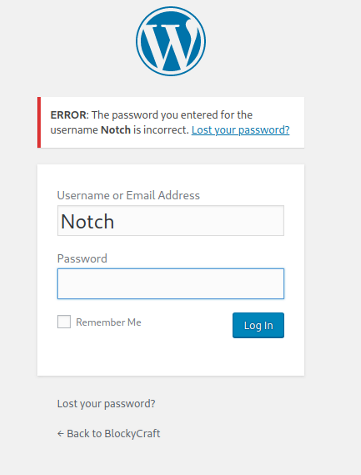 ERROR: The password you entered for the
username Notch is incorrect. Lost your password?
Username or Email Address
Notch
Password
Remember Me
Log In
Lost your password?
← Back to BlockyCraft